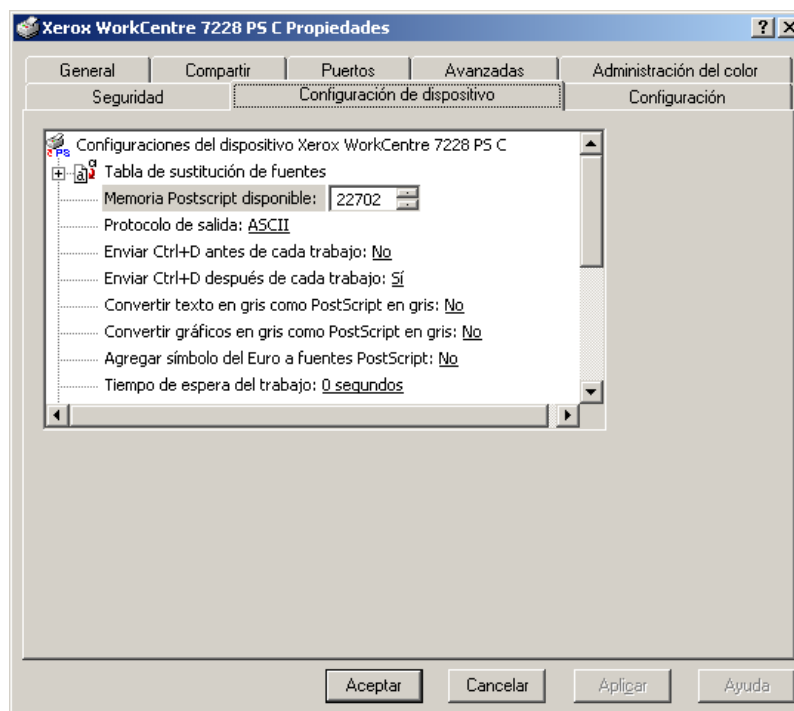 Xerox WorkCentre 7228 PS C Propiedades
General Compartir Puertos Avanzadas Administración del color
Seguridad Configuración de dispositivo Configuración
PS Configuraciones del dispositivo Xerox WorkCentre 7228 PS C
a Tabla de sustitución de fuentes
Memoria Postscript disponible: 22702
Protocolo de salida: ASCII
Enviar Ctrl+D antes de cada trabajo: No
Enviar Ctrl+D después de cada trabajo: Sí
Convertir texto en gris como PostScript en gris: No
Convertir gráficos en gris como PostScript en gris: No
Agregar símbolo del Euro a fuentes PostScript: No
Tiempo de espera del trabajo: 0 segundos
Aceptar Cancelar Aplicar Ayuda